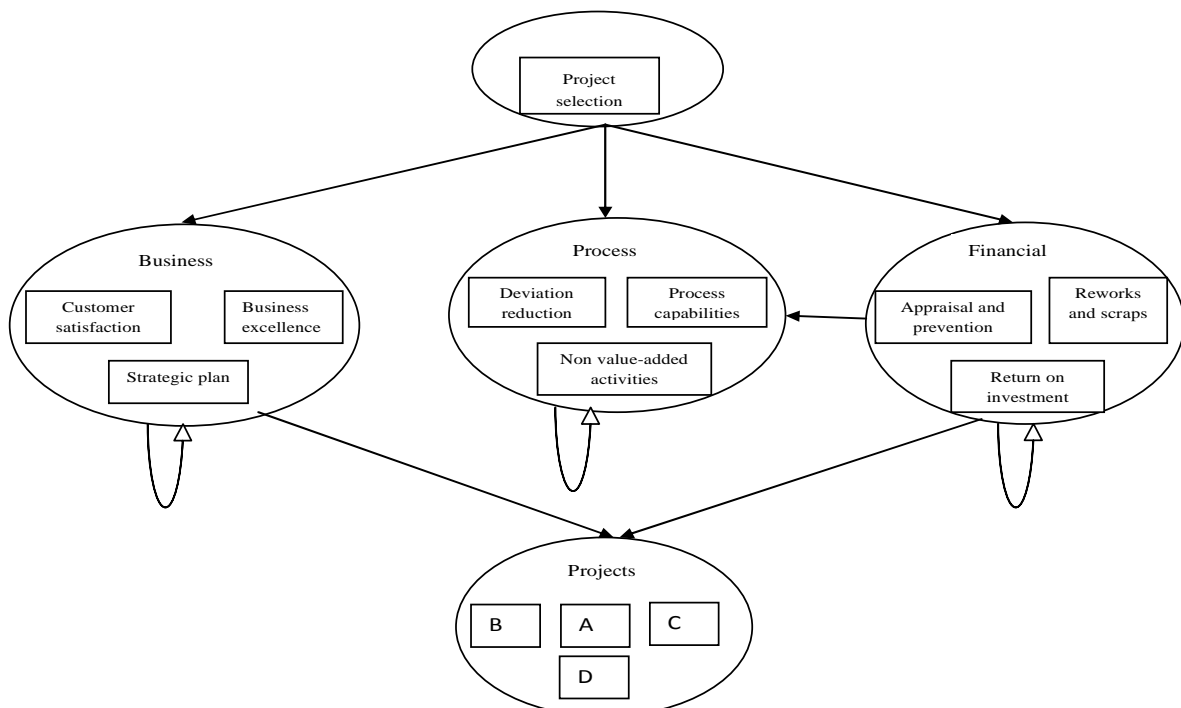 Project
selection
Business
Customer
satisfaction
Business
excellence
Strategic plan
Process
Deviation
reduction
Process
capabilities
Non value-added
activities
Financial
Appraisal and
prevention
Reworks
and scraps
Return on
investment
Projects
B
A
C
D